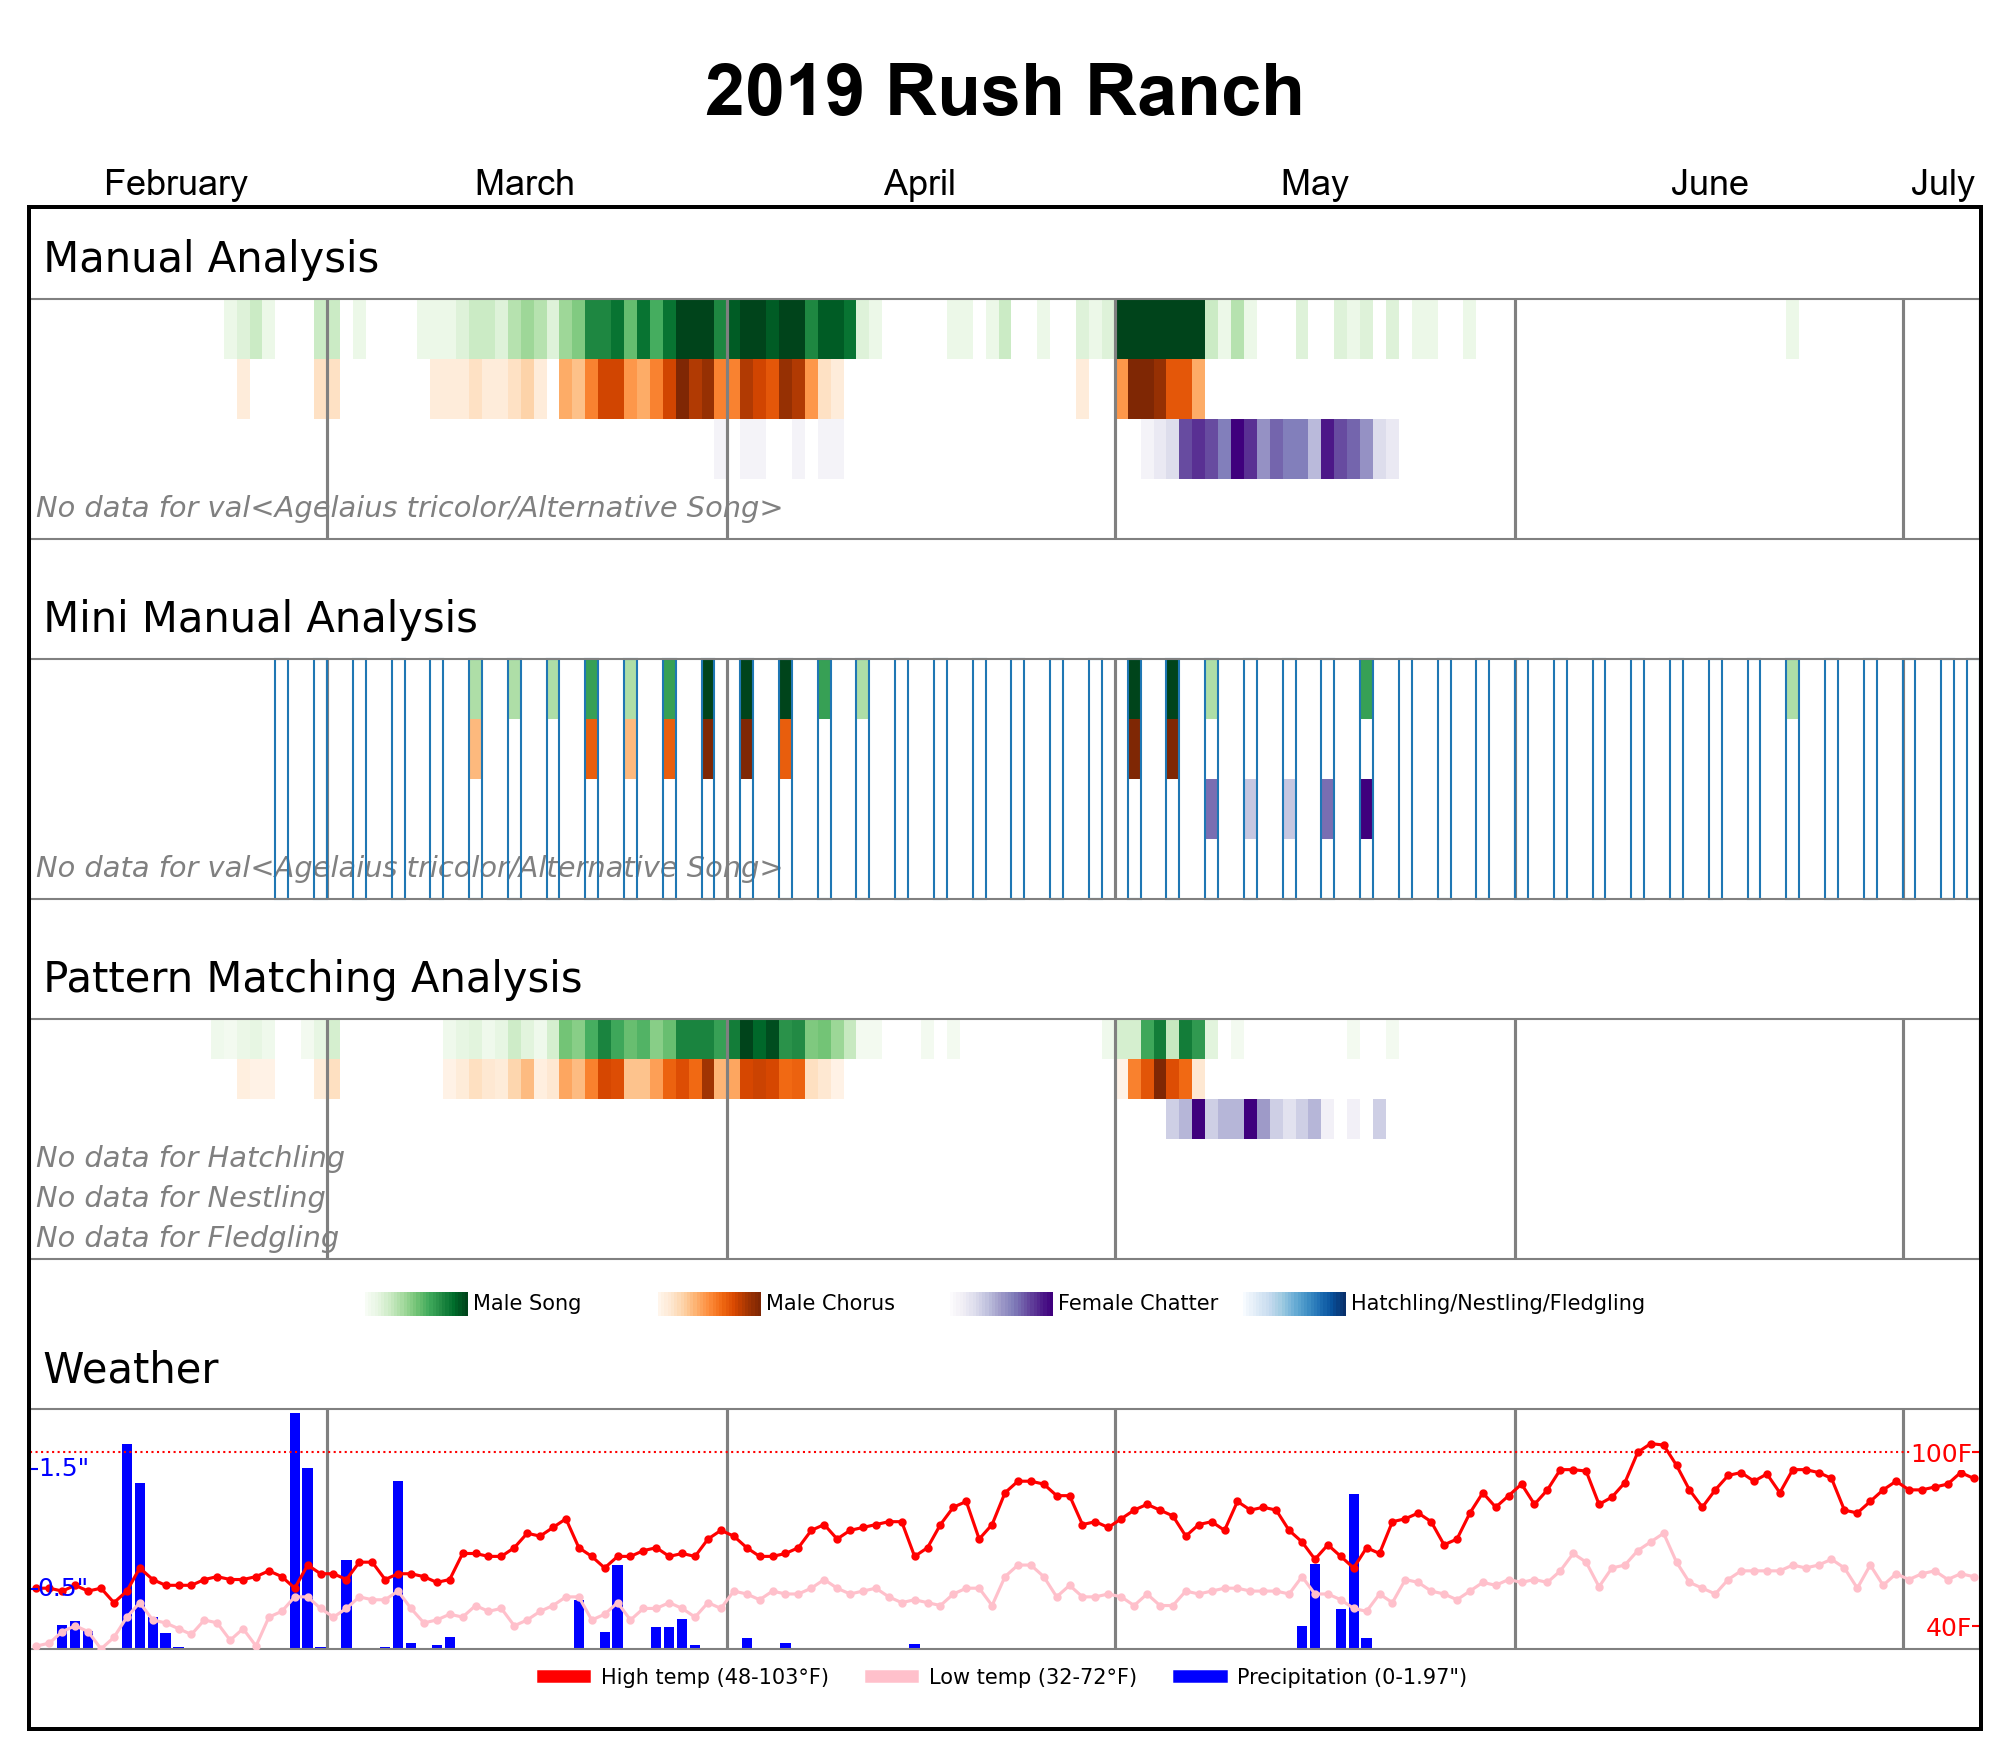 2019 Rush Ranch
February March April May June July
Manual Analysis
No data for val<Agelaius tricolor/Alternative Song>
Mini Manual Analysis
No data for val<Agelaius tricolor/Alternative Song>
Pattern Matching Analysis
No data for Hatchling
No data for Nestling
No data for Fledgling
Male Song Male Chorus Female Chatter Hatchling/Nestling/Fledgling
Weather
1.5" 100F
0.5"
40F
High temp (48-103°F) Low temp (32-72°F) Precipitation (0-1.97")